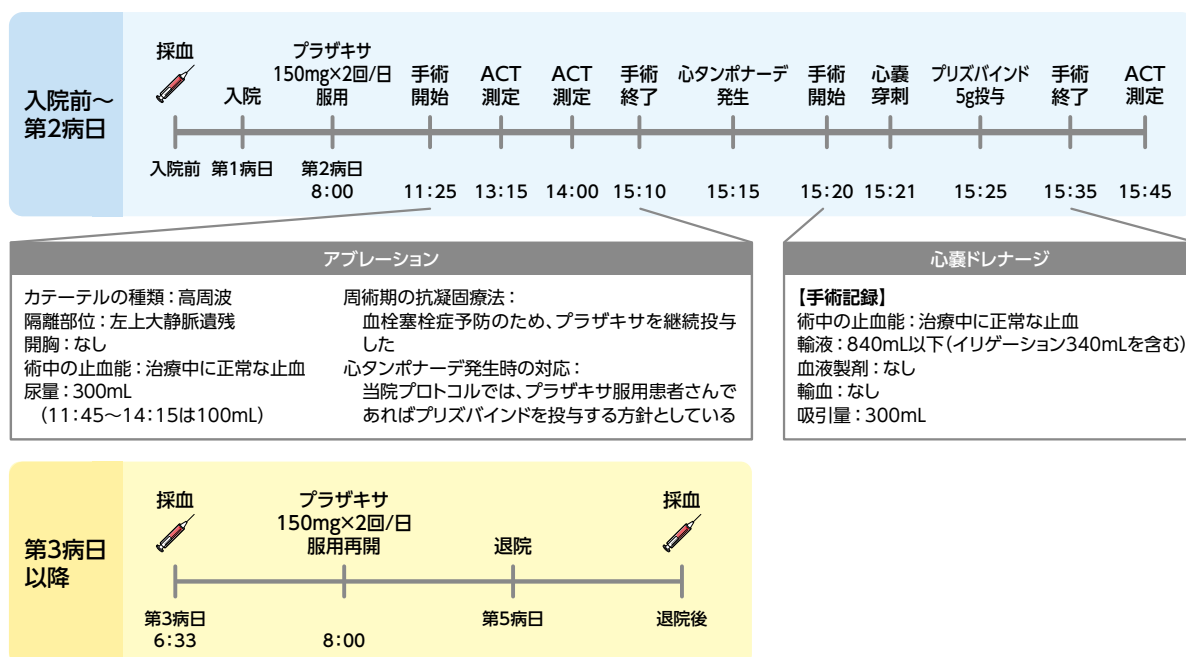 入院前～
第2病日
採血
入院
プラザキサ
150mg×2回/日
服用
手術
開始
ACT
測定
ACT
測定
手術
終了
心タンポナーデ
発生
手術
開始
心嚢
穿刺
プリズバインド
5g投与
手術
終了
ACT
測定
入院前
第1病日
第2病日
8：00
11：25
13：15
14：00
15：10
15：15
15：20
15：21
15：25
15：35
15：45
アブレーション
カテーテルの種類：高周波
隔離部位：左上大静脈遺残
開胸：なし
術中の止血能：治療中に正常な止血
尿量：300mL
（11：45～14：15は100mL）
周術期の抗凝固療法：
血栓塞栓症予防のため、プラザキサを継続投与
した
心タンポナーデ発生時の対応：
当院プロトコルでは、プラザキサ服用患者さんで
あればプリズバインドを投与する方針としている
心嚢ドレナージ
【手術記録】
術中の止血能：治療中に正常な止血
輸液：840mL以下（イリゲーション340mLを含む）
血液製剤：なし
輸血：なし
吸引量：300mL
第3病日
以降
採血
プラザキサ
150mg×2回/日
服用再開
退院
採血
第3病日
6：33
8：00
第5病日
退院後